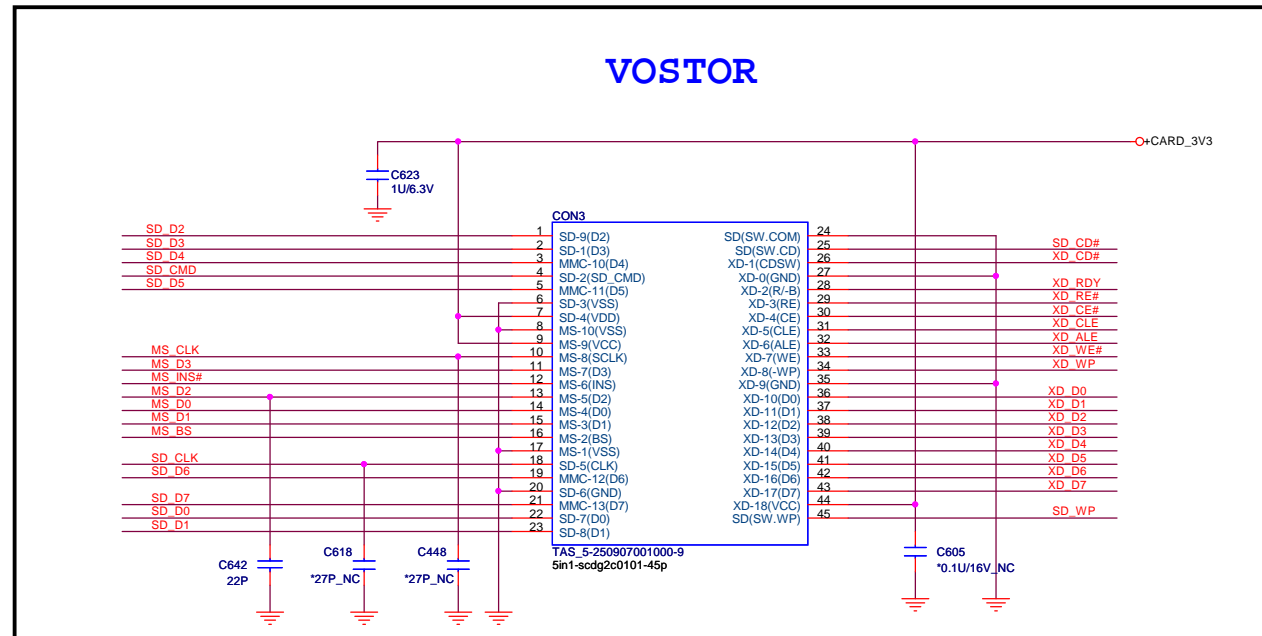 VOSTOR
+CARD_3V3
C623
1U/6.3V
CON3
SD_D2 1 SD-9(D2) SD(SW.COM) 24
SD_D3 2 SD-1(D3) SD(SW.CD) 25 SD_CD#
SD_D4 3 MMC-10(D4) XD-1(CDSW) 26 XD_CD#
SD_CMD 4 SD-2(SD_CMD) XD-0(GND) 27
SD_D5 5 MMC-11(D5) XD-2(R/-B) 28 XD_RDY
6 SD-3(VSS) XD-3(RE) 29 XD_RE#
7 SD-4(VDD) XD-4(CE) 30 XD_CE#
8 MS-10(VSS) XD-5(CLE) 31 XD_CLE
9 MS-9(VCC) XD-6(ALE) 32 XD_ALE
MS_CLK 10 MS-8(SCLK) XD-7(WE) 33 XD_WE#
MS_D3 11 MS-7(D3) XD-8(-WP) 34 XD_WP
MS_INS# 12 MS-6(INS) XD-9(GND) 35
MS_D2 13 MS-5(D2) XD-10(D0) 36 XD_D0
MS_D0 14 MS-4(D0) XD-11(D1) 37 XD_D1
MS_D1 15 MS-3(D1) XD-12(D2) 38 XD_D2
MS_BS 16 MS-2(BS) XD-13(D3) 39 XD_D3
17 MS-1(VSS) XD-14(D4) 40 XD_D4
SD_CLK 18 SD-5(CLK) XD-15(D5) 41 XD_D5
SD_D6 19 MMC-12(D6) XD-16(D6) 42 XD_D6
20 SD-6(GND) XD-17(D7) 43 XD_D7
SD_D7 21 MMC-13(D7) XD-18(VCC) 44
SD_D0 22 SD-7(D0) SD(SW.WP) 45 SD_WP
SD_D1 23 SD-8(D1)
TAS_5-250907001000-9
5in1-scdg2c0101-45p
C642
22P
C618
*27P_NC
C448
*27P_NC
C605
*0.1U/16V_NC